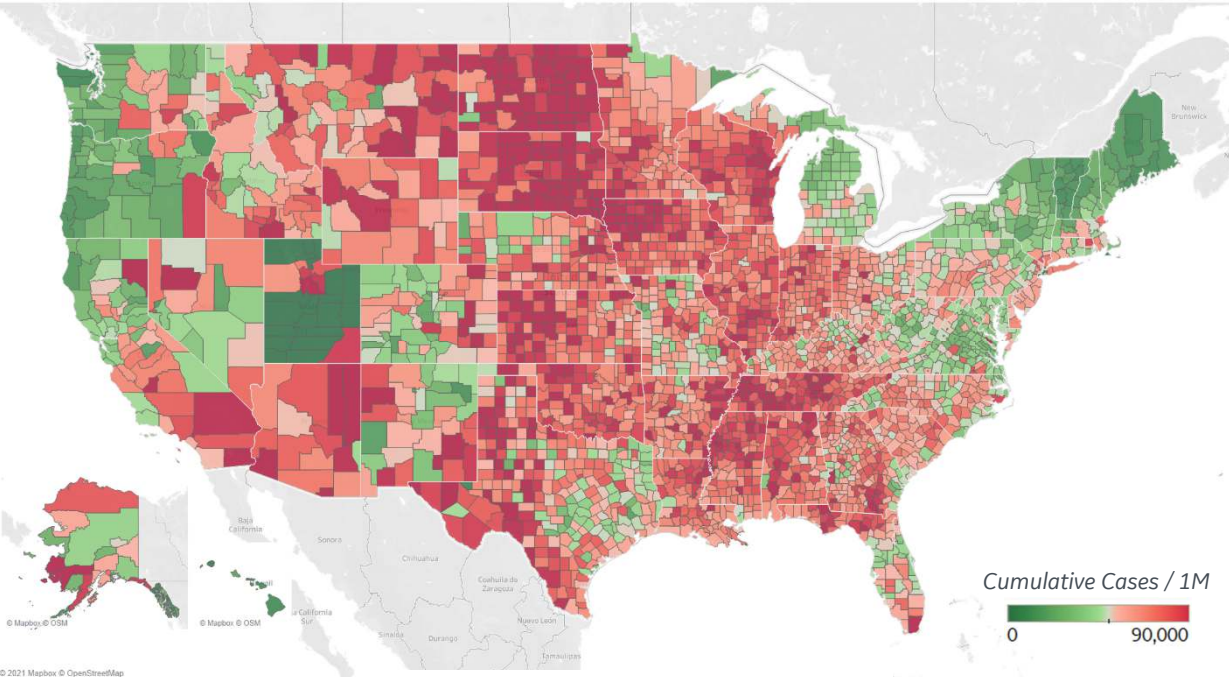 New
Brunswick
Baja
California
Sonora
Chihuahua
Coahuila de
Zaragoza
Nuevo León
Sinaloa
Durango
Tamaulipas
a California
Sur
© Mapbox © OSM
© Mapbox © OSM
Cumulative Cases / 1M
0
90,000
© 2021 Mapbox © OpenStreetMap